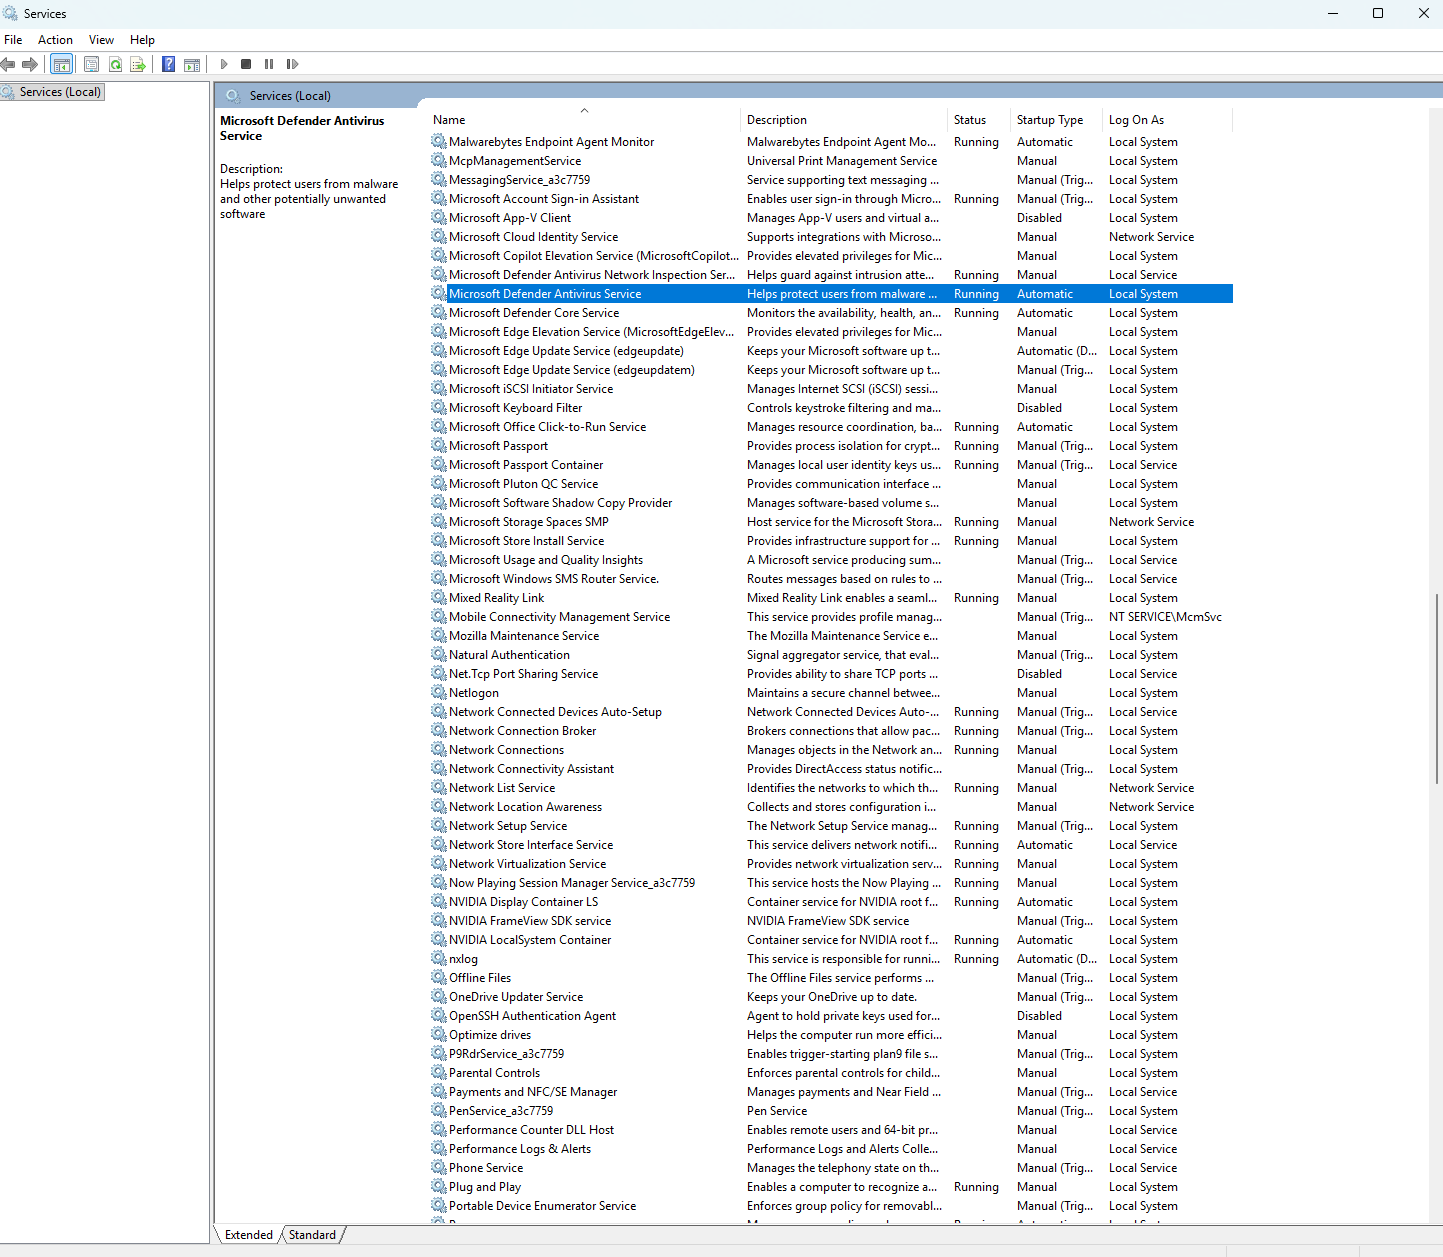 Services
File Action View Help
Services (Local)
Services (Local)
Microsoft Defender Antivirus
Service
Description:
Helps protect users from malware
and other potentially unwanted
software
Name Description Status Startup Type Log On As
Malwarebytes Endpoint Agent Monitor Malwarebytes Endpoint Agent Mo... Running Automatic Local System
McpManagementService Universal Print Management Service Manual Local System
MessagingService_a3c7759 Service supporting text messaging ... Manual (Trig... Local System
Microsoft Account Sign-in Assistant Enables user sign-in through Micro... Running Manual (Trig... Local System
Microsoft App-V Client Manages App-V users and virtual a... Disabled Local System
Microsoft Cloud Identity Service Supports integrations with Microso... Manual Network Service
Microsoft Copilot Elevation Service (MicrosoftCopilot... Provides elevated privileges for Mic... Manual Local System
Microsoft Defender Antivirus Network Inspection Ser... Helps guard against intrusion atte... Running Manual Local Service
Microsoft Defender Antivirus Service Helps protect users from malware ... Running Automatic Local System
Microsoft Defender Core Service Monitors the availability, health, an... Running Automatic Local System
Microsoft Edge Elevation Service (MicrosoftEdgeElev... Provides elevated privileges for Mic... Manual Local System
Microsoft Edge Update Service (edgeupdate) Keeps your Microsoft software up t... Automatic (D... Local System
Microsoft Edge Update Service (edgeupdatem) Keeps your Microsoft software up t... Manual (Trig... Local System
Microsoft iSCSI Initiator Service Manages Internet SCSI (iSCSI) sessi... Manual Local System
Microsoft Keyboard Filter Controls keystroke filtering and ma... Disabled Local System
Microsoft Office Click-to-Run Service Manages resource coordination, ba... Running Automatic Local System
Microsoft Passport Provides process isolation for crypt... Running Manual (Trig... Local System
Microsoft Passport Container Manages local user identity keys us... Running Manual (Trig... Local Service
Microsoft Pluton QC Service Provides communication interface ... Manual Local System
Microsoft Software Shadow Copy Provider Manages software-based volume s... Manual Local System
Microsoft Storage Spaces SMP Host service for the Microsoft Stora... Running Manual Network Service
Microsoft Store Install Service Provides infrastructure support for ... Running Manual Local System
Microsoft Usage and Quality Insights A Microsoft service producing sum... Manual (Trig... Local Service
Microsoft Windows SMS Router Service. Routes messages based on rules to ... Manual (Trig... Local Service
Mixed Reality Link Mixed Reality Link enables a seaml... Running Manual Local System
Mobile Connectivity Management Service This service provides profile manag... Manual (Trig... NT SERVICE\McmSvc
Mozilla Maintenance Service The Mozilla Maintenance Service e... Manual Local System
Natural Authentication Signal aggregator service, that eval... Manual (Trig... Local System
Net.Tcp Port Sharing Service Provides ability to share TCP ports ... Disabled Local Service
Netlogon Maintains a secure channel betwee... Manual Local System
Network Connected Devices Auto-Setup Network Connected Devices Auto-... Running Manual (Trig... Local Service
Network Connection Broker Brokers connections that allow pac... Running Manual (Trig... Local System
Network Connections Manages objects in the Network an... Running Manual Local System
Network Connectivity Assistant Provides DirectAccess status notific... Manual (Trig... Local System
Network List Service Identifies the networks to which th... Running Manual Network Service
Network Location Awareness Collects and stores configuration i... Manual Network Service
Network Setup Service The Network Setup Service manag... Running Manual (Trig... Local System
Network Store Interface Service This service delivers network notifi... Running Automatic Local Service
Network Virtualization Service Provides network virtualization serv... Running Manual Local System
Now Playing Session Manager Service_a3c7759 This service hosts the Now Playing ... Running Manual Local System
NVIDIA Display Container LS Container service for NVIDIA root f... Running Automatic Local System
NVIDIA FrameView SDK service NVIDIA FrameView SDK service Manual (Trig... Local System
NVIDIA LocalSystem Container Container service for NVIDIA root f... Running Automatic Local System
nxlog This service is responsible for runni... Running Automatic (D... Local System
Offline Files The Offline Files service performs ... Manual (Trig... Local System
OneDrive Updater Service Keeps your OneDrive up to date. Manual (Trig... Local System
OpenSSH Authentication Agent Agent to hold private keys used for... Disabled Local System
Optimize drives Helps the computer run more effici... Manual Local System
P9RdrService_a3c7759 Enables trigger-starting plan9 file s... Manual (Trig... Local System
Parental Controls Enforces parental controls for child... Manual Local System
Payments and NFC/SE Manager Manages payments and Near Field ... Manual (Trig... Local Service
PenService_a3c7759 Pen Service Manual (Trig... Local System
Performance Counter DLL Host Enables remote users and 64-bit pr... Manual Local Service
Performance Logs & Alerts Performance Logs and Alerts Colle... Manual Local Service
Phone Service Manages the telephony state on th... Manual (Trig... Local Service
Plug and Play Enables a computer to recognize a... Running Manual Local System
Portable Device Enumerator Service Enforces group policy for removabl... Manual (Trig... Local System
Extended Standard